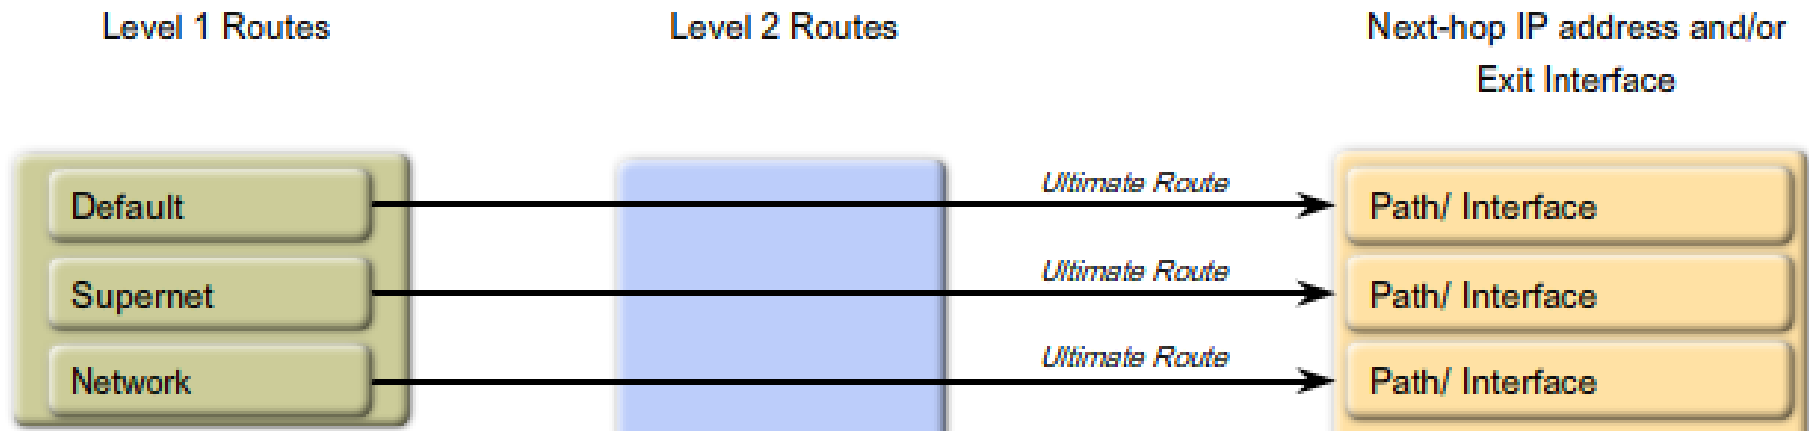 Level 1 Routes
Level 2 Routes
Next-hop IP address and/or
Exit Interface
Default
Ultimate Route
Path/ Interface
Supernet
Ultimate Route
Path/ Interface
Network
Ultimate Route
Path/ Interface